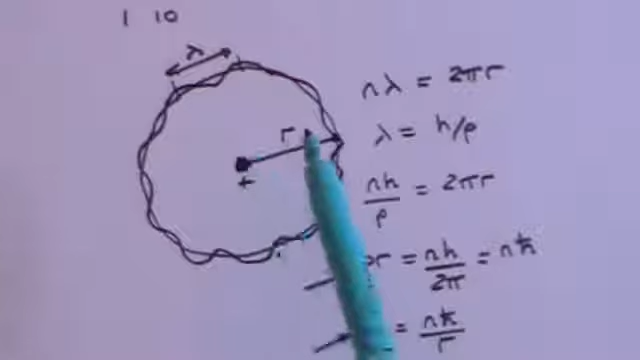 1 10
λ
r
+
nλ = 2πr
λ = h/p
nh/p = 2πr
r = nh/2π = nħ
= nħ/r